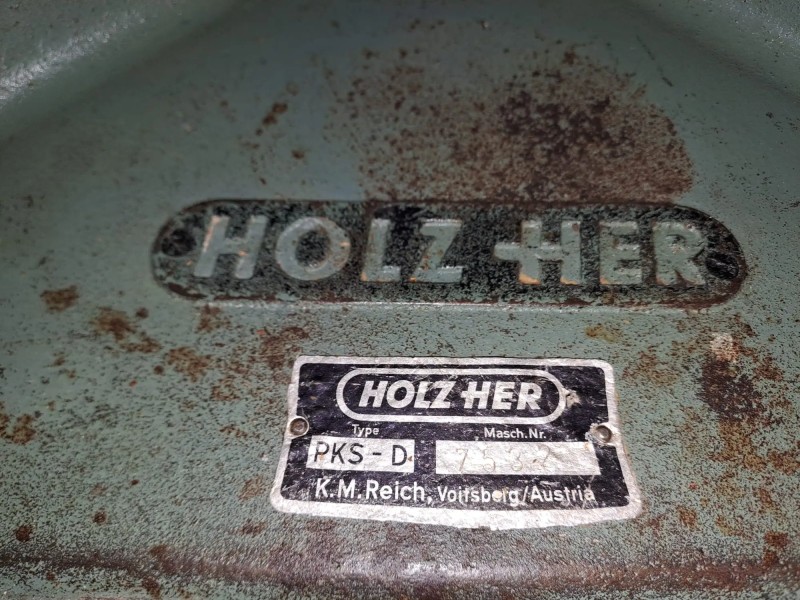 HOLZ-HER
HOLZ-HER
Type Masch.Nr.
PKS - D
K.M.Reich, Voitsberg/Austria